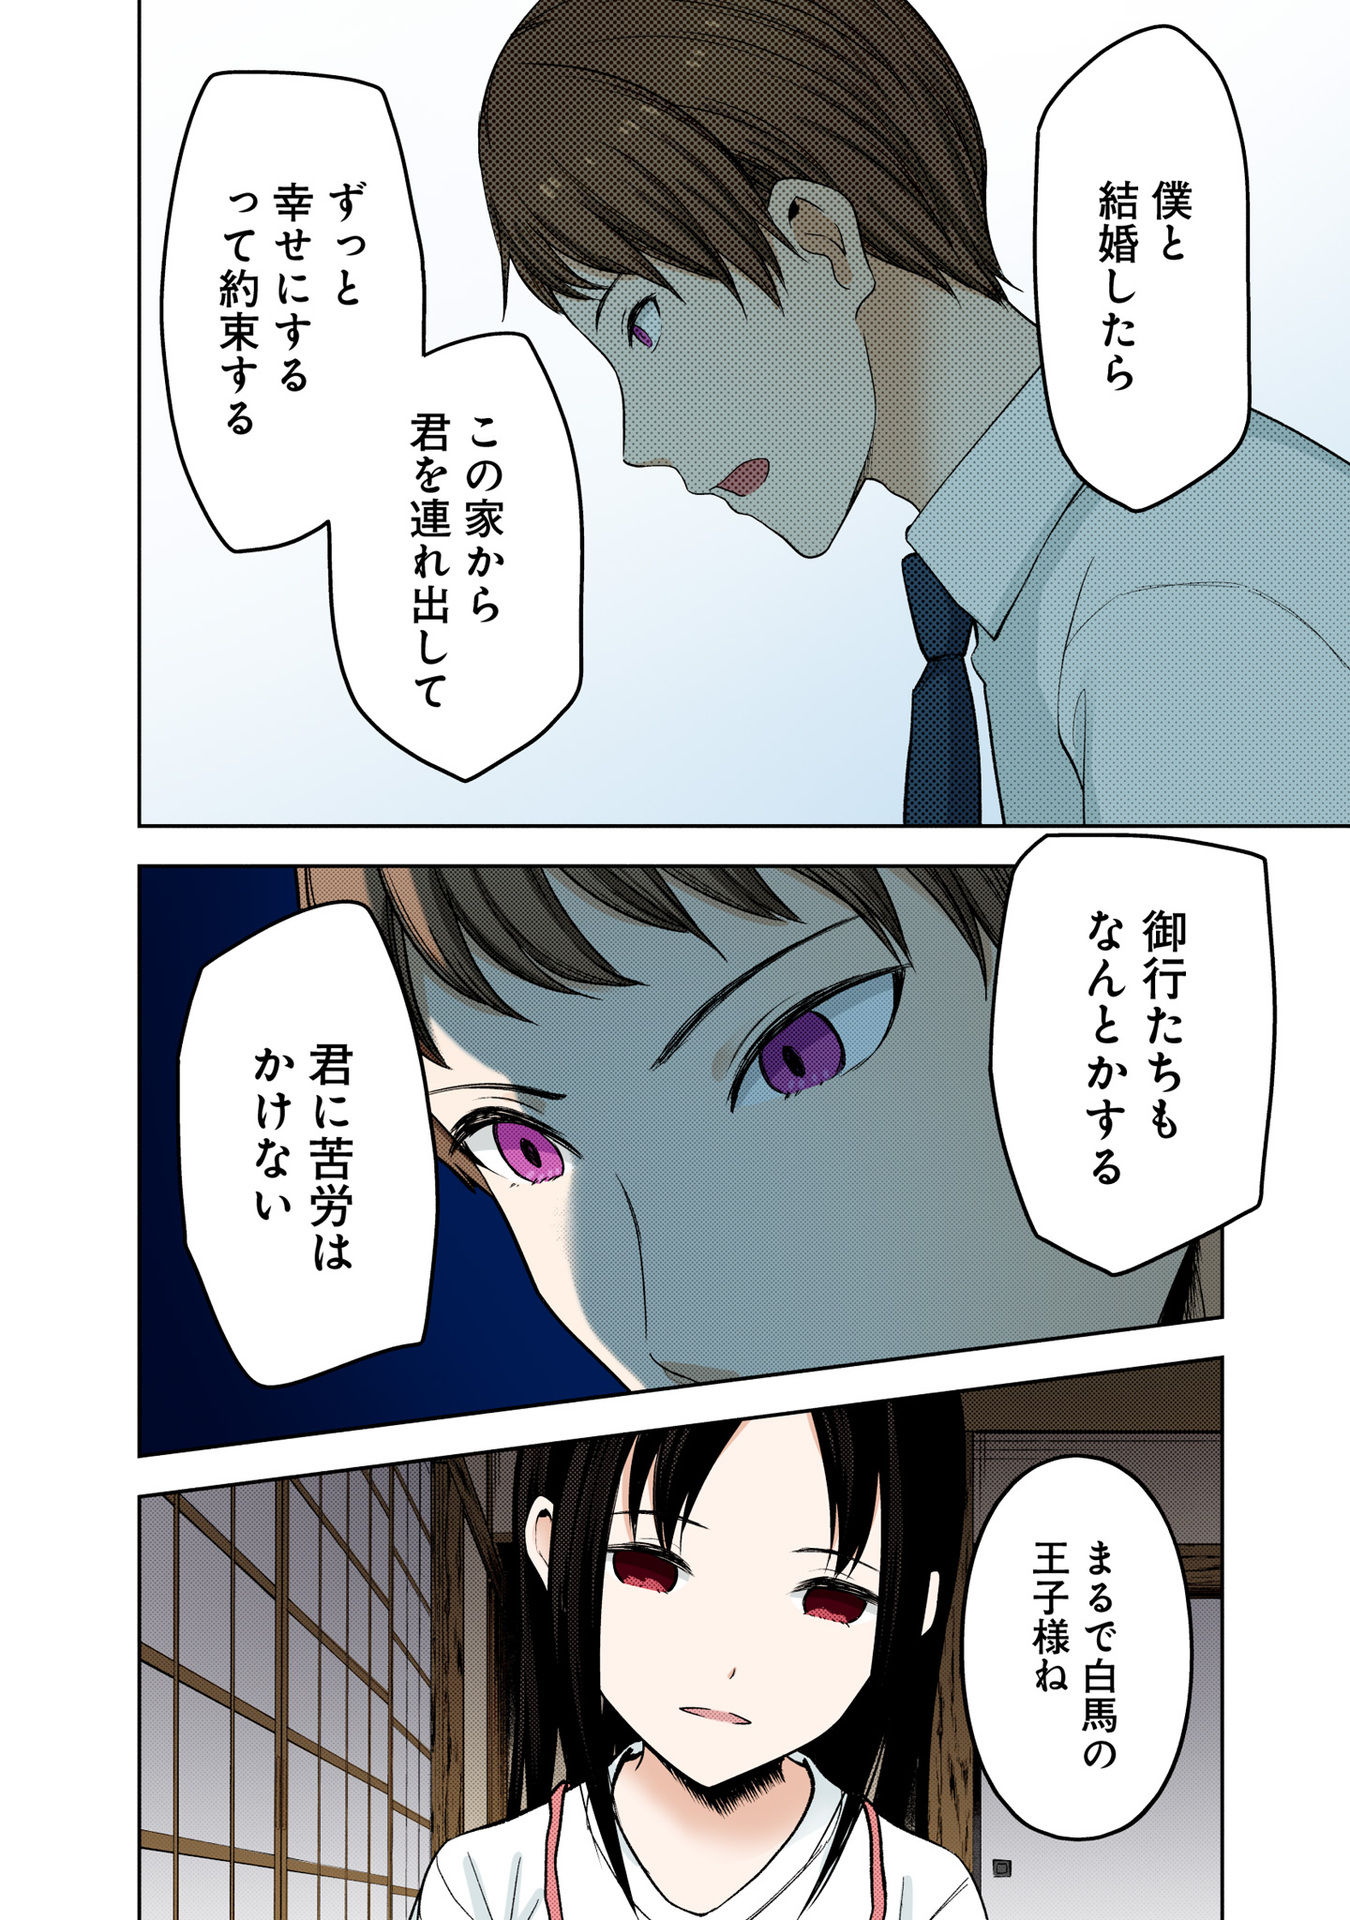 僕と
結婚したら
この家から
君を連れ出して
ずっと
幸せにする
って約束する
御行たちも
なんとかする
君に苦労は
かけない
まるで白馬の
王子様ね